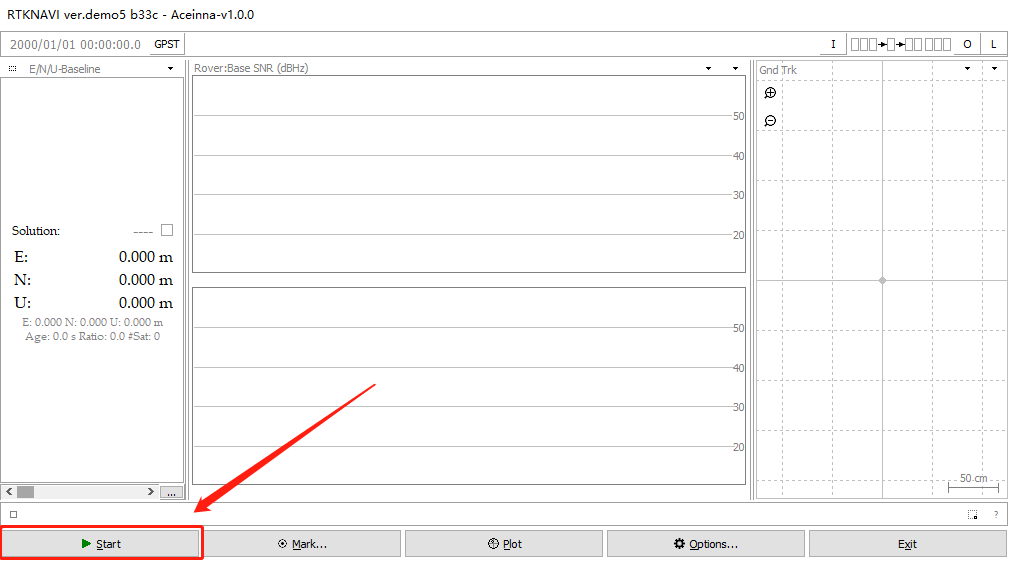 RTKNAVI ver.demo5 b33c - Aceinna-v1.0.0
2000/01/01 00:00:00.0 GPST I O L
E/N/U-Baseline
Rover:Base SNR (dBHz)
Gnd Trk
50
40
30
20
Solution: ----
E: 0.000 m
N: 0.000 m
U: 0.000 m
E: 0.000 N: 0.000 U: 0.000 m
Age: 0.0 s Ratio: 0.0 #Sat: 0
50
40
30
20
50 cm
...
?
Start Mark... Plot Options... Exit